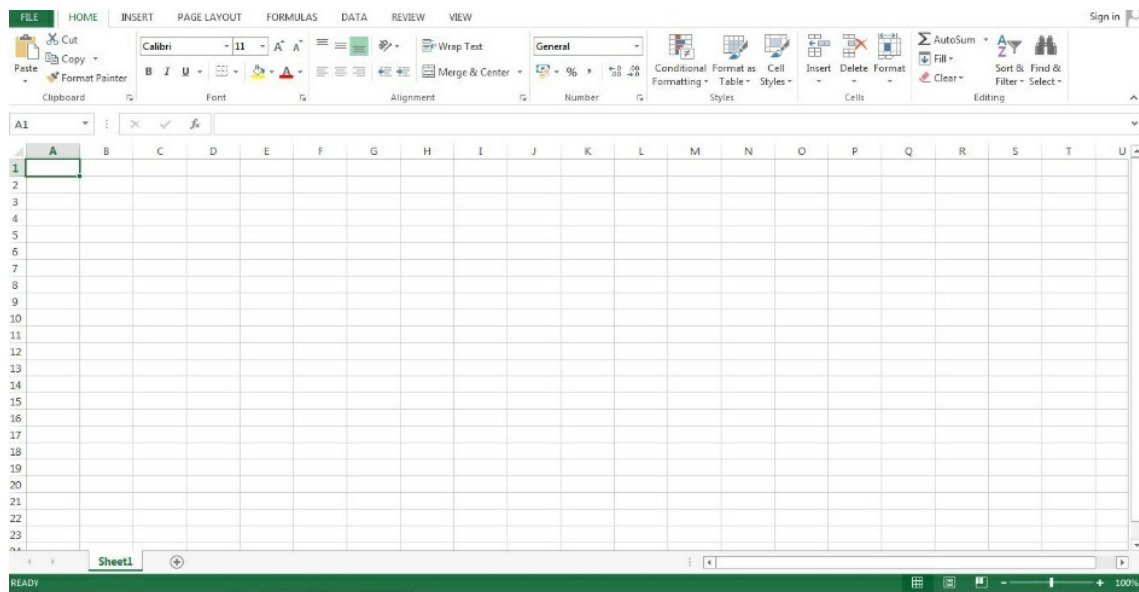 FILE HOME INSERT PAGE LAYOUT FORMULAS DATA REVIEW VIEW Sign in
Cut
Copy
Format Painter
Paste
Clipboard
Calibri 11 A A
B I U A
Font
Wrap Text
Merge & Center
Alignment
General
% , .0 .00
Number
Conditional Formatting
Format as Table
Cell Styles
Styles
Insert Delete Format
Cells
AutoSum
Fill
Clear
Sort & Filter
Find & Select
Editing
A1 fx
A B C D E F G H I J K L M N O P Q R S T U
1
2
3
4
5
6
7
8
9
10
11
12
13
14
15
16
17
18
19
20
21
22
23
Sheet1
READY 100%